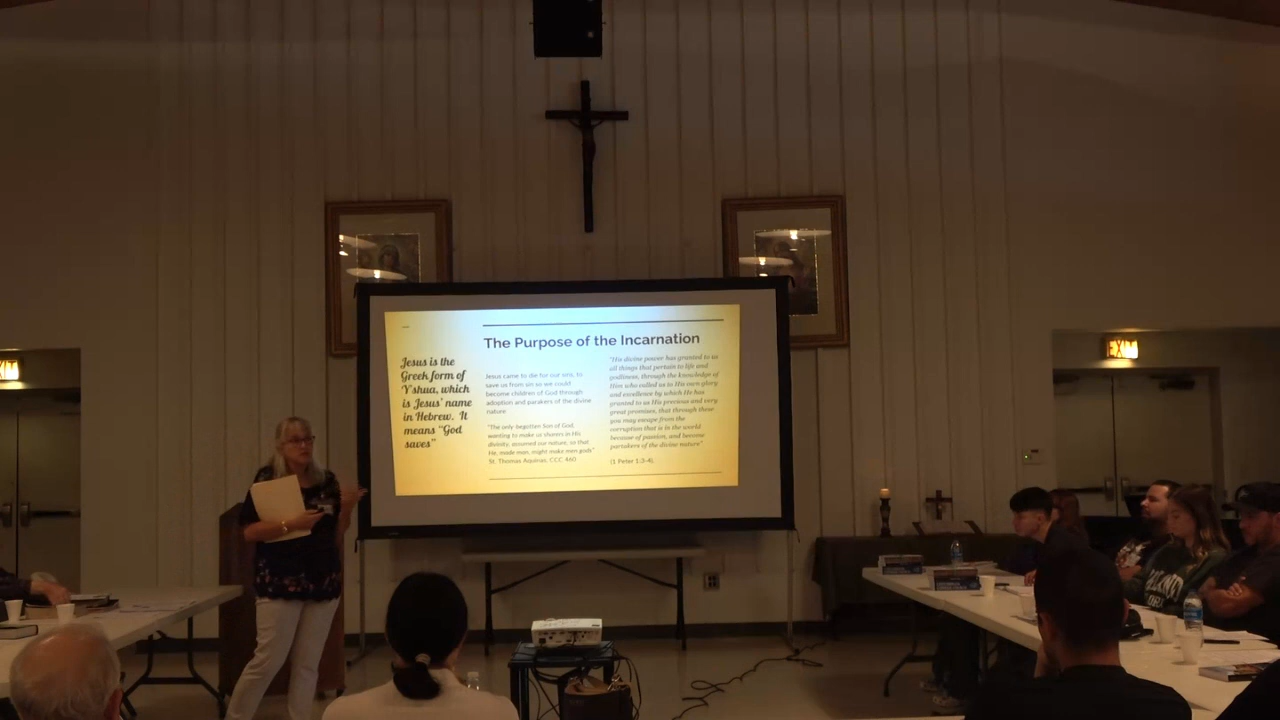 EXIT
The Purpose of the Incarnation
Jesus is the
Greek form of
Y'shua, which
is Jesus' name
in Hebrew. It
means "God
saves"
Jesus came to die for our sins, to
save us from sin so we could
become children of God through
adoption and parakers of the divine
nature
"The only-begotten Son of God,
wanting to make us sharers in His
divinity, assumed our nature, so that
He, made man, might make men gods"
St. Thomas Aquinas, CCC 460
"His divine power has granted to us
all things that pertain to life and
godliness, through the knowledge of
Him who called us to His own glory
and excellence by which He has
granted to us His precious and very
great promises, that through these
you may escape from the
corruption that is in the world
because of passion, and become
partakers of the divine nature"
(1 Peter 1:3-4).
EXIT